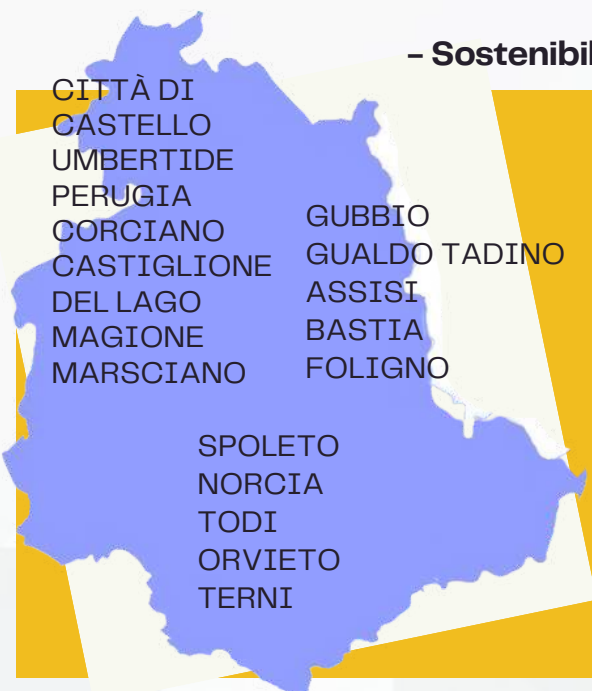 – Sostenibil
CITTÀ DI
CASTELLO
UMBERTIDE
PERUGIA
CORCIANO
CASTIGLIONE
DEL LAGO
MAGIONE
MARSCIANO
GUBBIO
GUALDO TADINO
ASSISI
BASTIA
FOLIGNO
SPOLETO
NORCIA
TODI
ORVIETO
TERNI